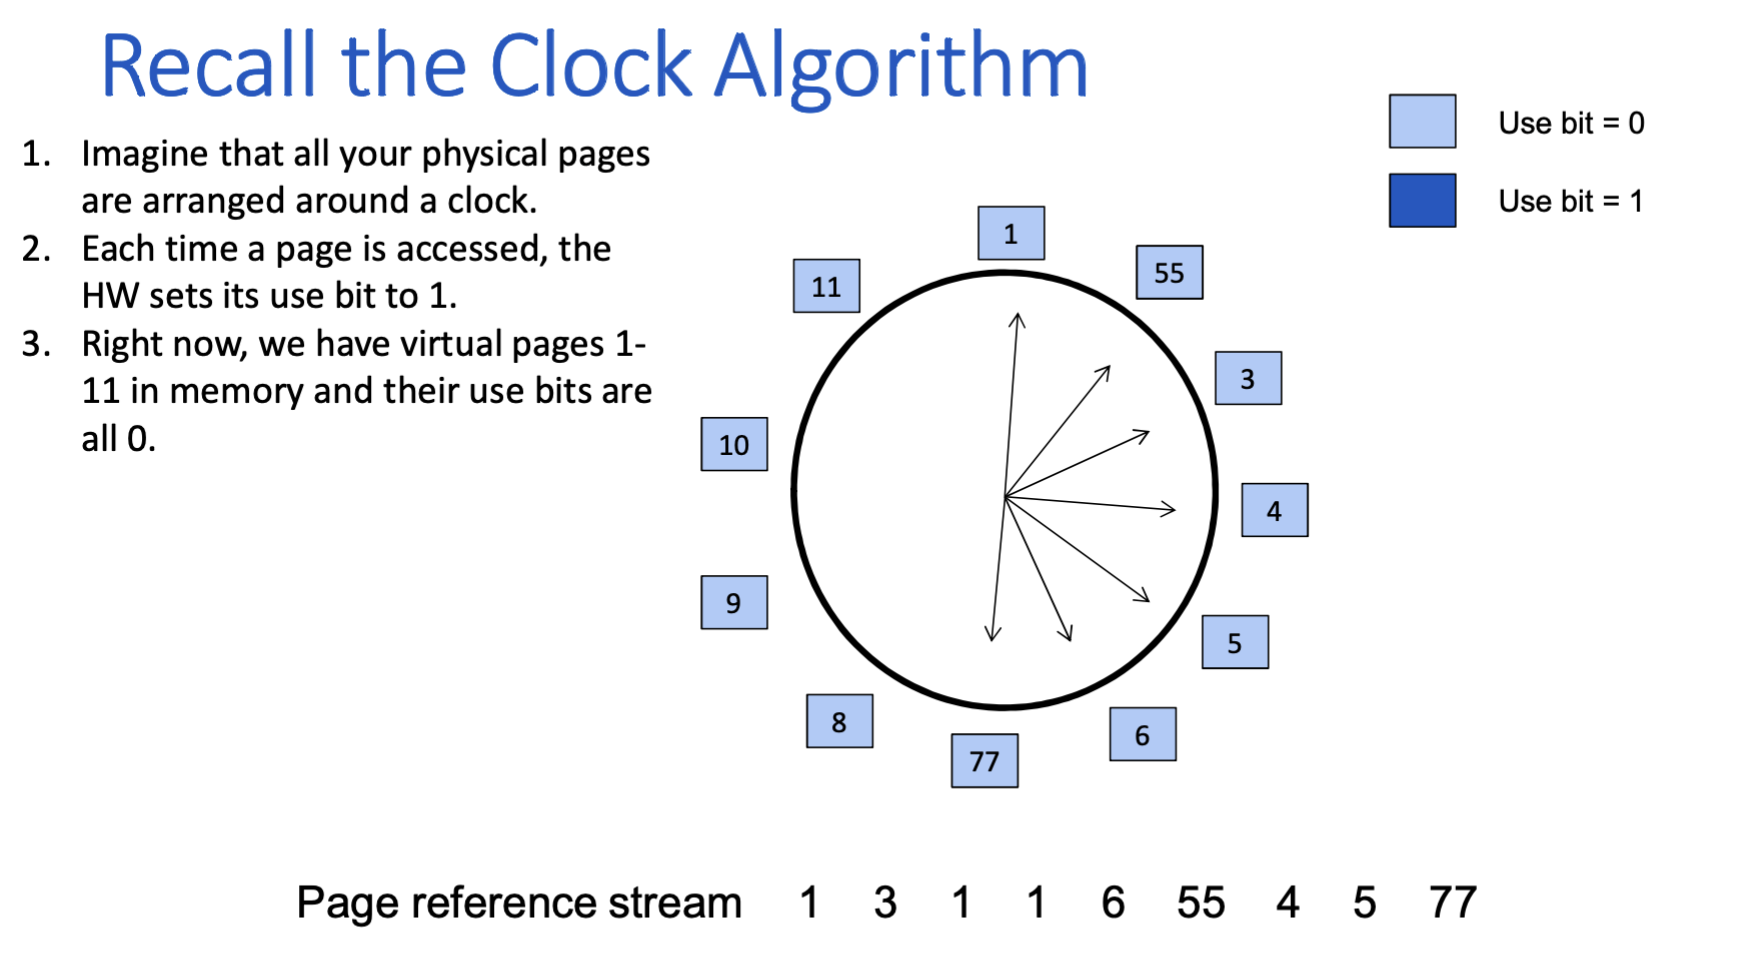 Recall the Clock Algorithm
1. Imagine that all your physical pages
are arranged around a clock.
2. Each time a page is accessed, the
HW sets its use bit to 1.
3. Right now, we have virtual pages 1-
11 in memory and their use bits are
all 0.
Use bit = 0
Use bit = 1
1
55
3
4
5
6
77
8
9
10
11
Page reference stream 1 3 1 1 6 55 4 5 77